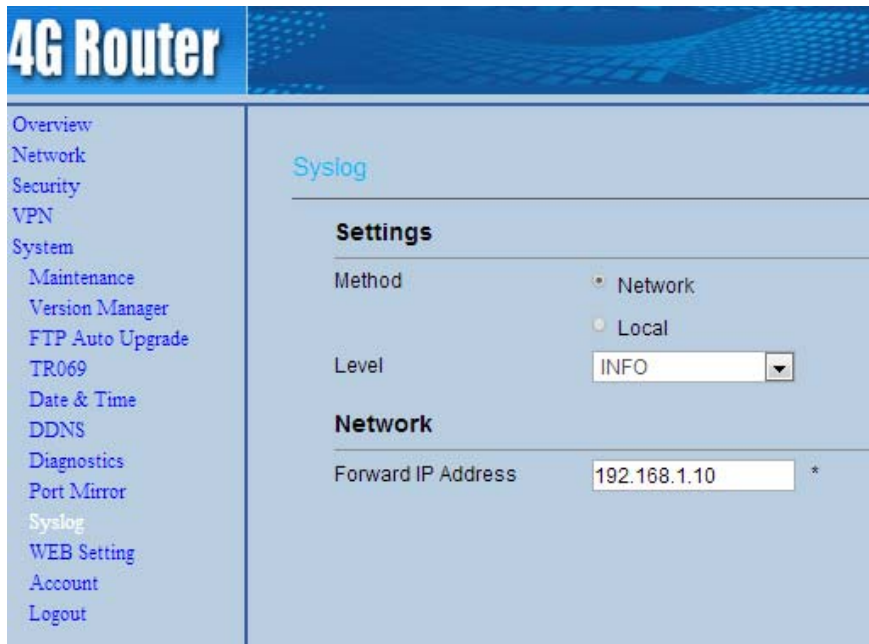 4G Router
Overview
Network
Security
VPN
System
Maintenance
Version Manager
FTP Auto Upgrade
TR069
Date & Time
DDNS
Diagnostics
Port Mirror
Syslog
WEB Setting
Account
Logout
Syslog
Settings
Method
Network
Local
Level
INFO
Network
Forward IP Address
192.168.1.10 *